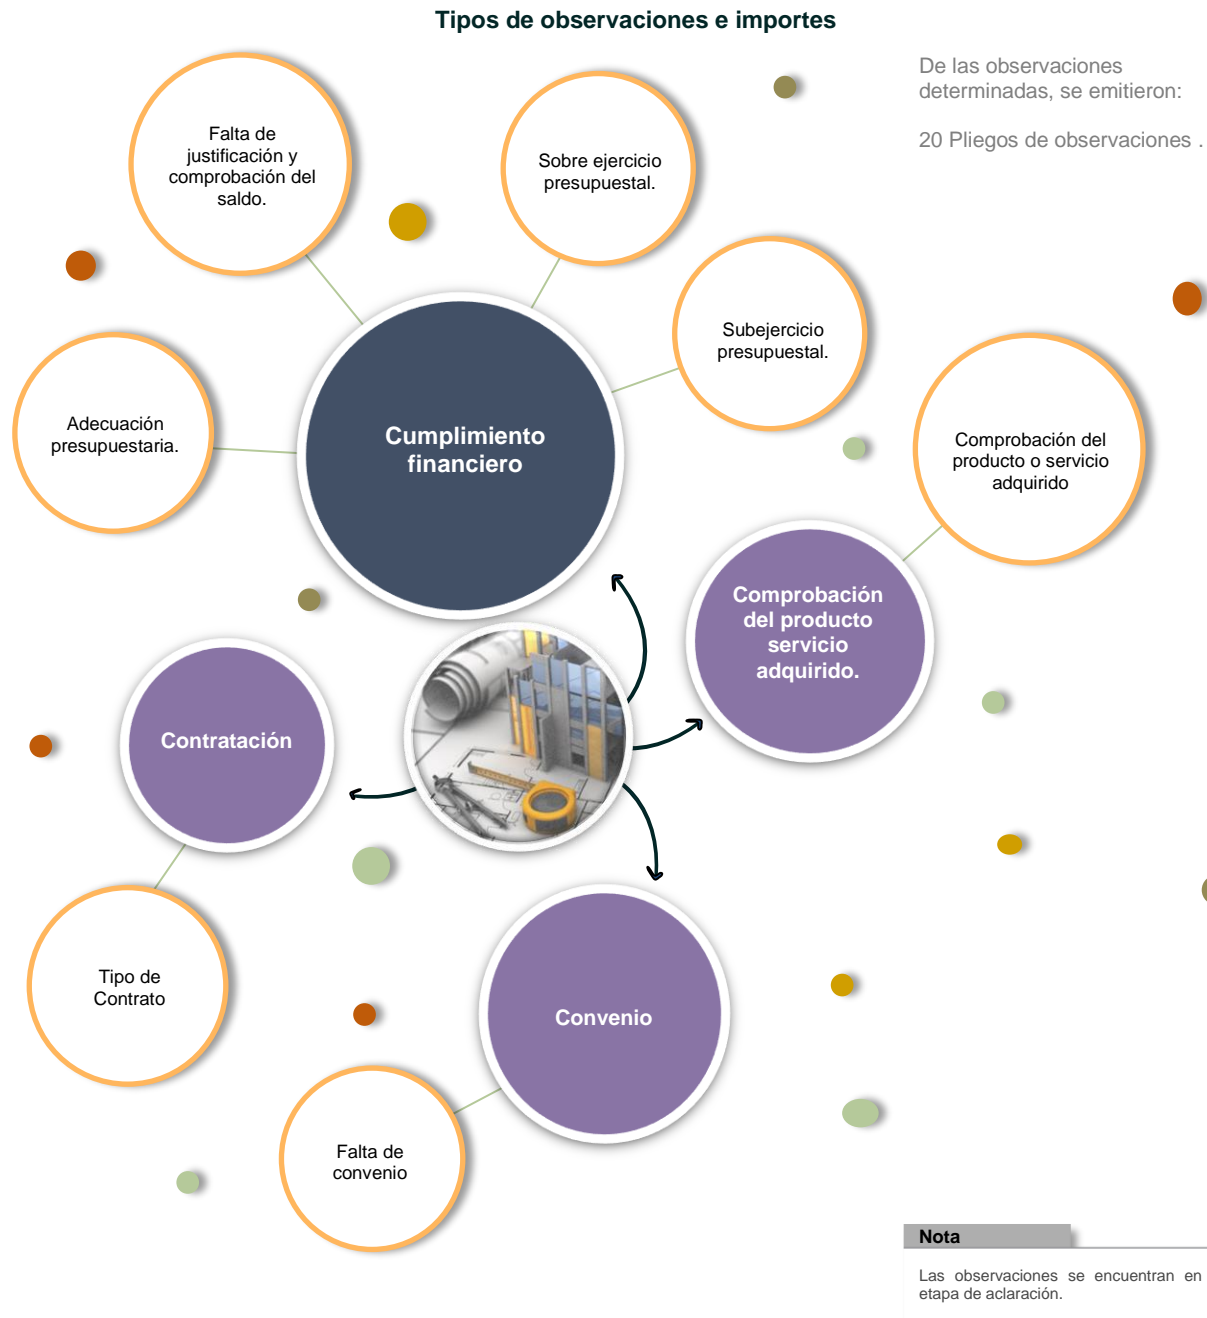 Tipos de observaciones e importes
De las observaciones
determinadas, se emitieron:
20 Pliegos de observaciones .
Falta de
justificación y
comprobación del
saldo.
Sobre ejercicio
presupuestal.
Subejercicio
presupuestal.
Adecuación
presupuestaria.
Cumplimiento
financiero
Comprobación del
producto o servicio
adquirido
Comprobación
del producto
servicio
adquirido.
Contratación
Tipo de
Contrato
Convenio
Falta de
convenio
Nota
Las observaciones se encuentran en
etapa de aclaración.